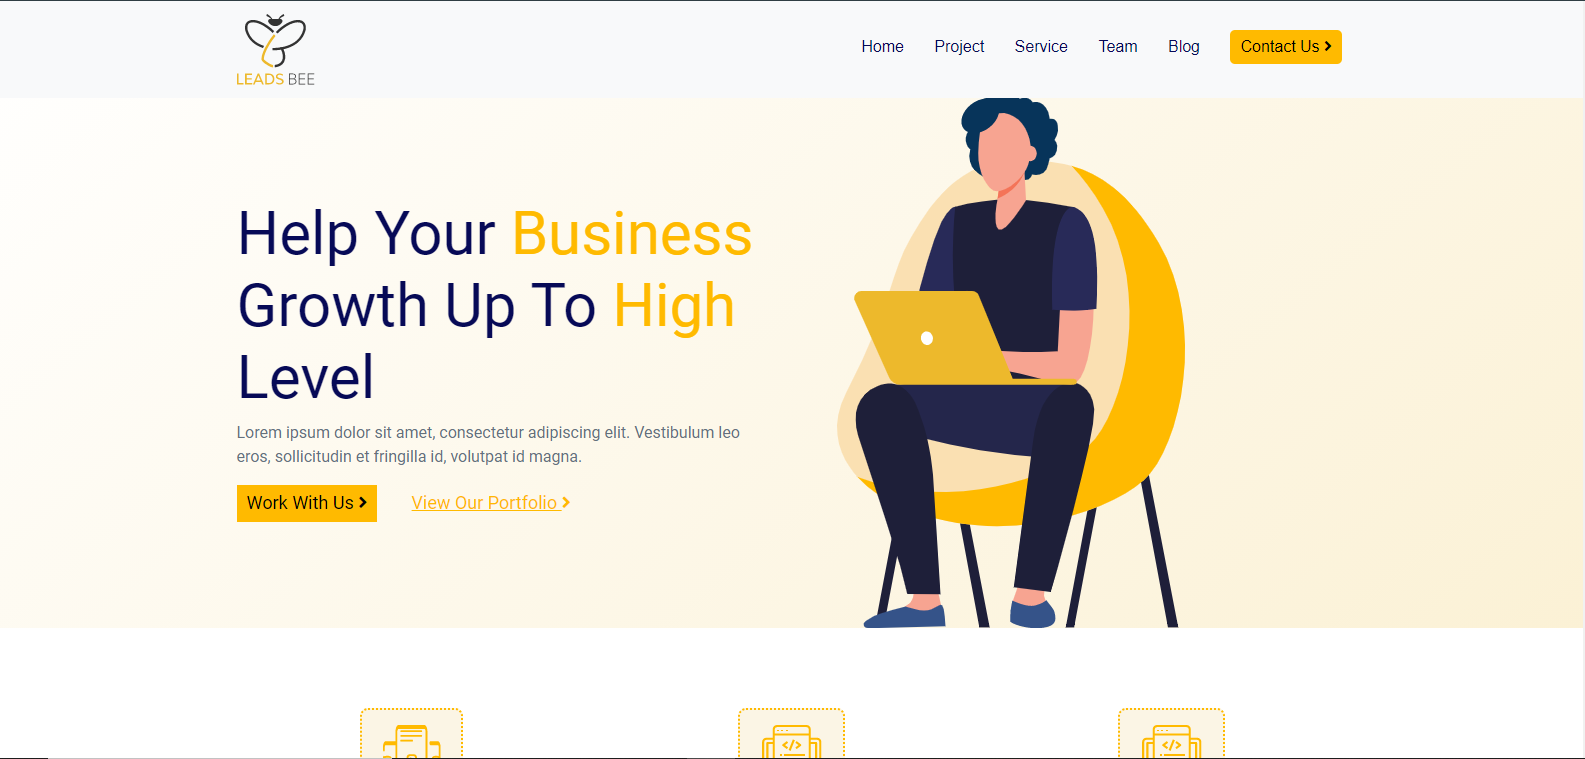 LEADS BEE
Home Project Service Team Blog Contact Us
Help Your Business
Growth Up To High
Level
Lorem ipsum dolor sit amet, consectetur adipiscing elit. Vestibulum leo
eros, sollicitudin et fringilla id, volutpat id magna.
Work With Us View Our Portfolio